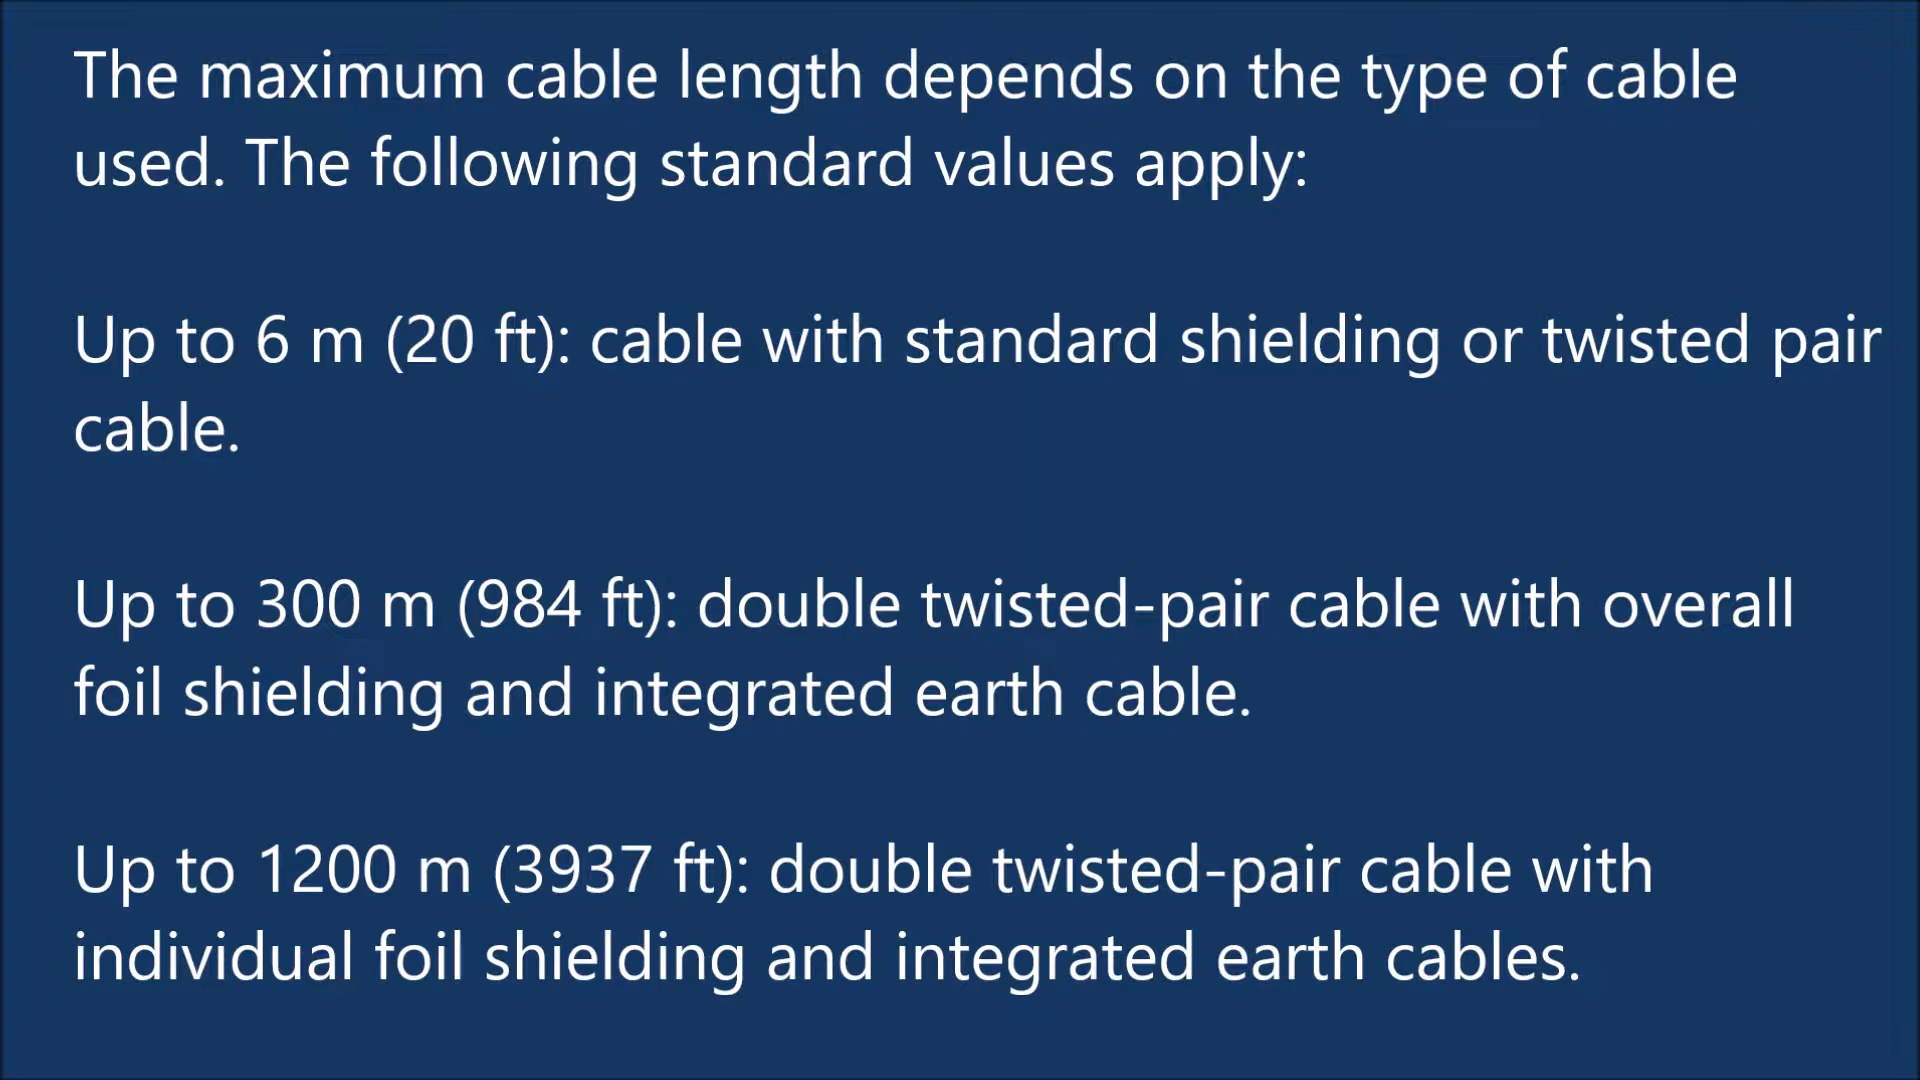 The maximum cable length depends on the type of cable
used. The following standard values apply:
Up to 6 m (20 ft): cable with standard shielding or twisted pair
cable.
Up to 300 m (984 ft): double twisted-pair cable with overall
foil shielding and integrated earth cable.
Up to 1200 m (3937 ft): double twisted-pair cable with
individual foil shielding and integrated earth cables.